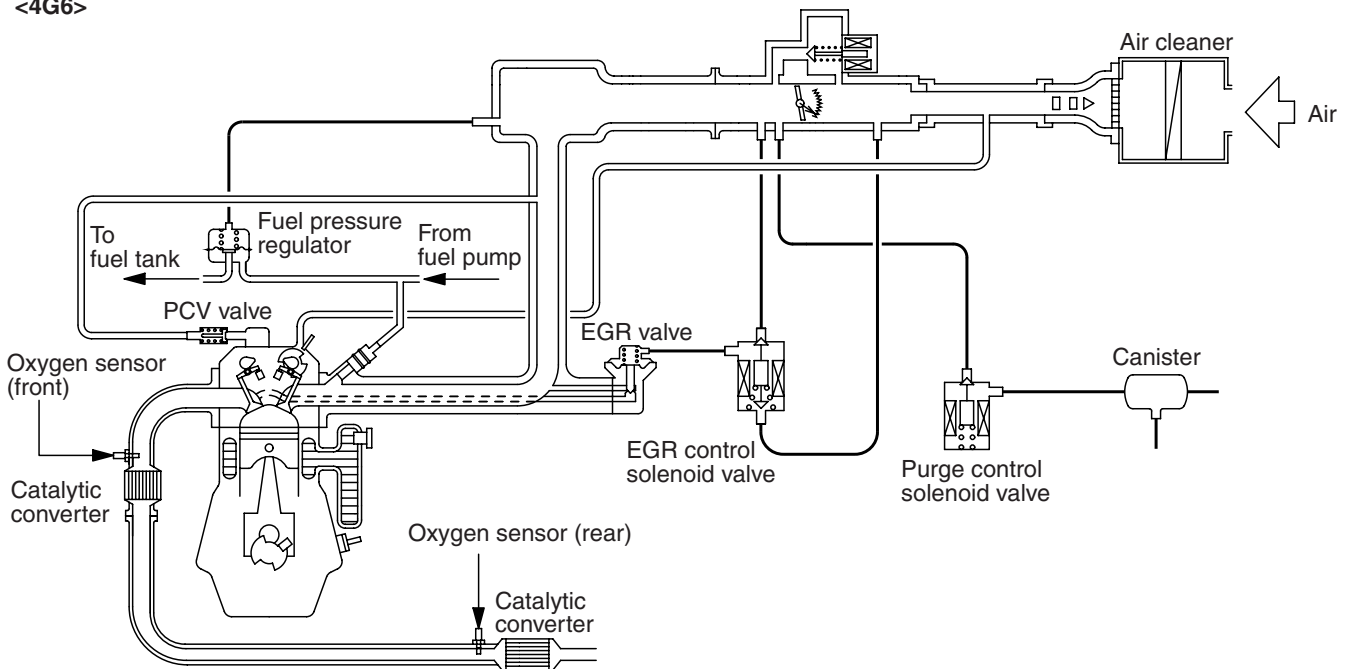 <4G6>
Air cleaner
Air
Fuel pressure
regulator
To
fuel tank
From
fuel pump
PCV valve
EGR valve
Oxygen sensor
(front)
Canister
EGR control
solenoid valve
Purge control
solenoid valve
Catalytic
converter
Oxygen sensor (rear)
Catalytic
converter